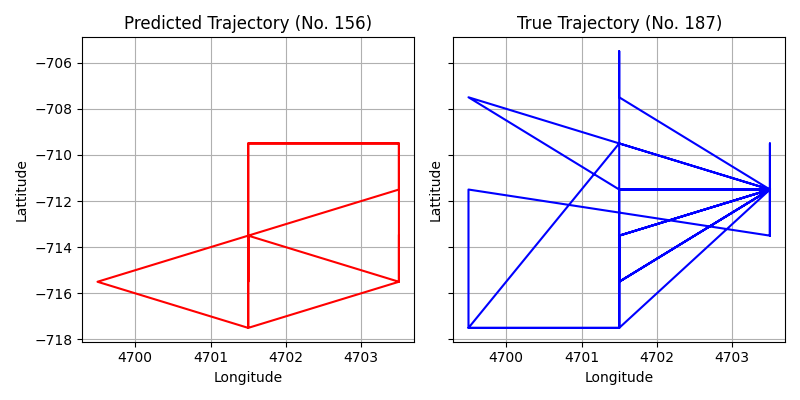 Predicted Trajectory (No. 156)
True Trajectory (No. 187)
Lattitude
−706
−708
−710
−712
−714
−716
−718
4700
4701
4702
4703
Longitude
Lattitude
4700
4701
4702
4703
Longitude